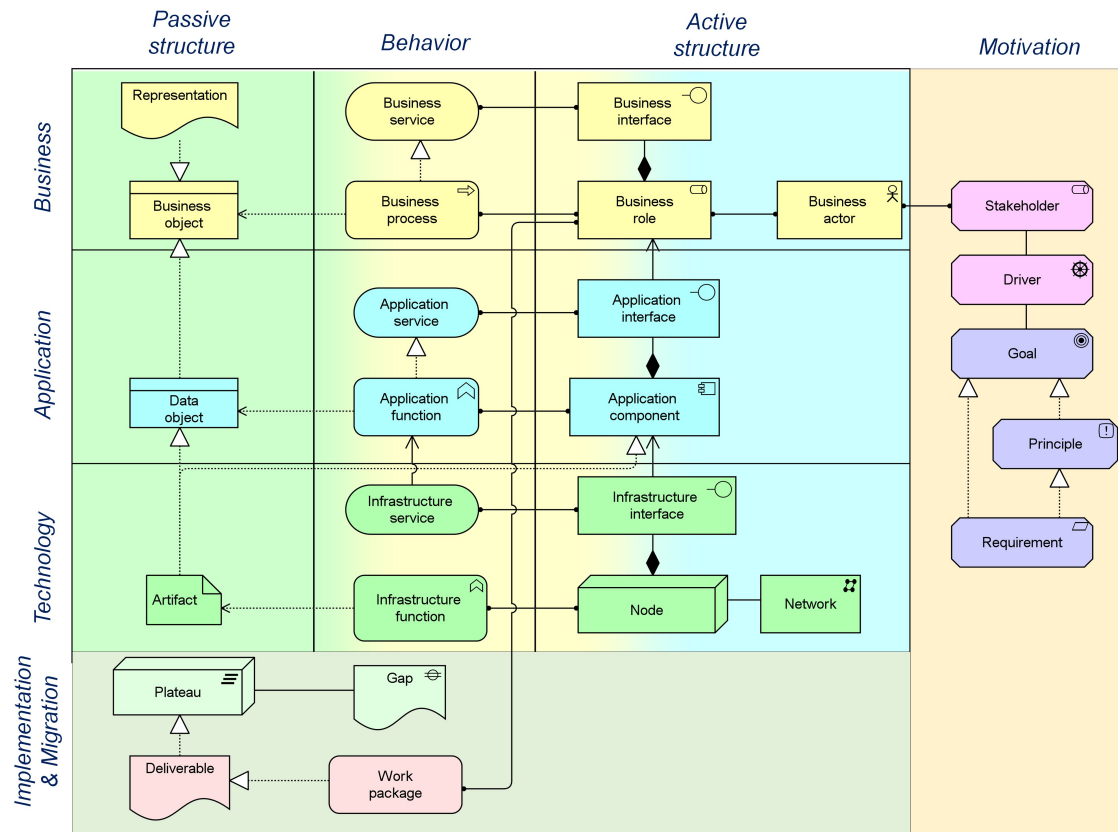 Passive
structure
Behavior
Active
structure
Motivation
Business
Representation
Business
service
Business
interface
Business
object
Business
process
Business
role
Business
actor
Stakeholder
Driver
Application
Application
service
Application
interface
Goal
Data
object
Application
function
Application
component
Principle
!
Technology
Infrastructure
service
Infrastructure
interface
Requirement
Artifact
Infrastructure
function
Node
Network
Implementation
& Migration
Plateau
Gap
Deliverable
Work
package